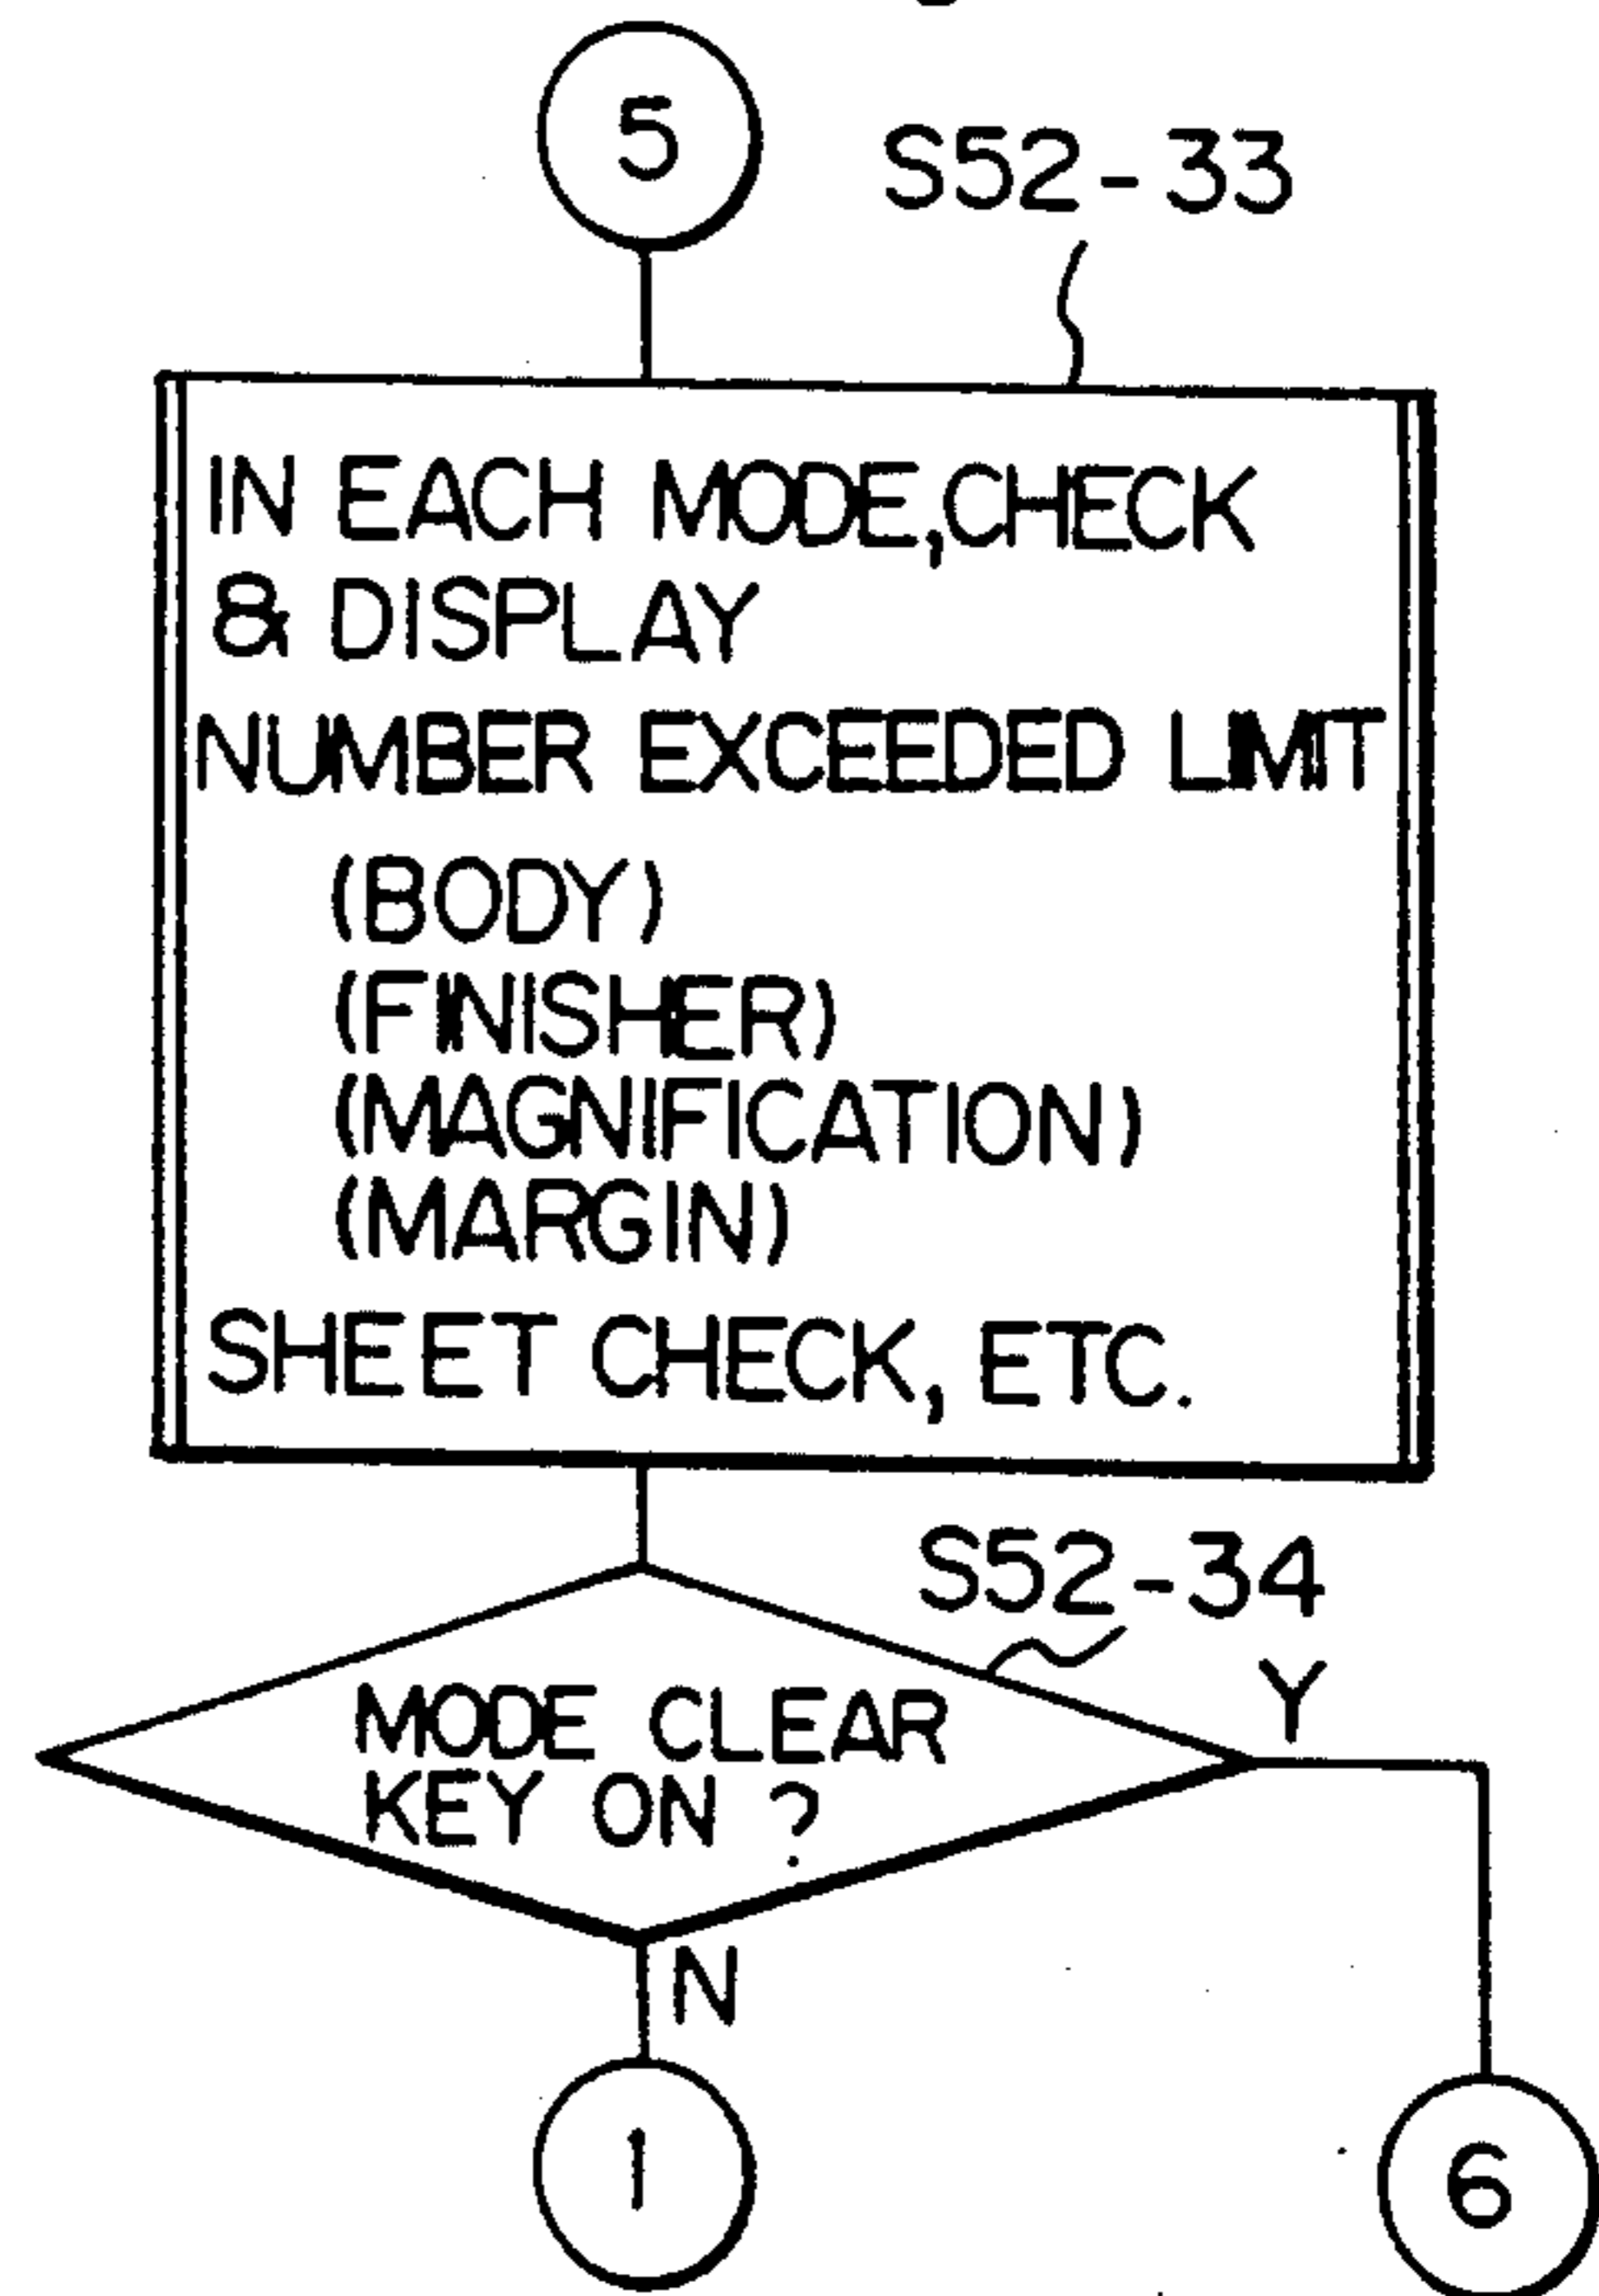 5
S52-33
IN EACH MODE,CHECK
& DISPLAY
NUMBER EXCEEDED LIMIT
(BODY)
(FINISHER)
(MAGNIFICATION)
(MARGIN)
SHEET CHECK, ETC.
S52-34
MODE CLEAR
KEY ON ?
Y
N
1
6